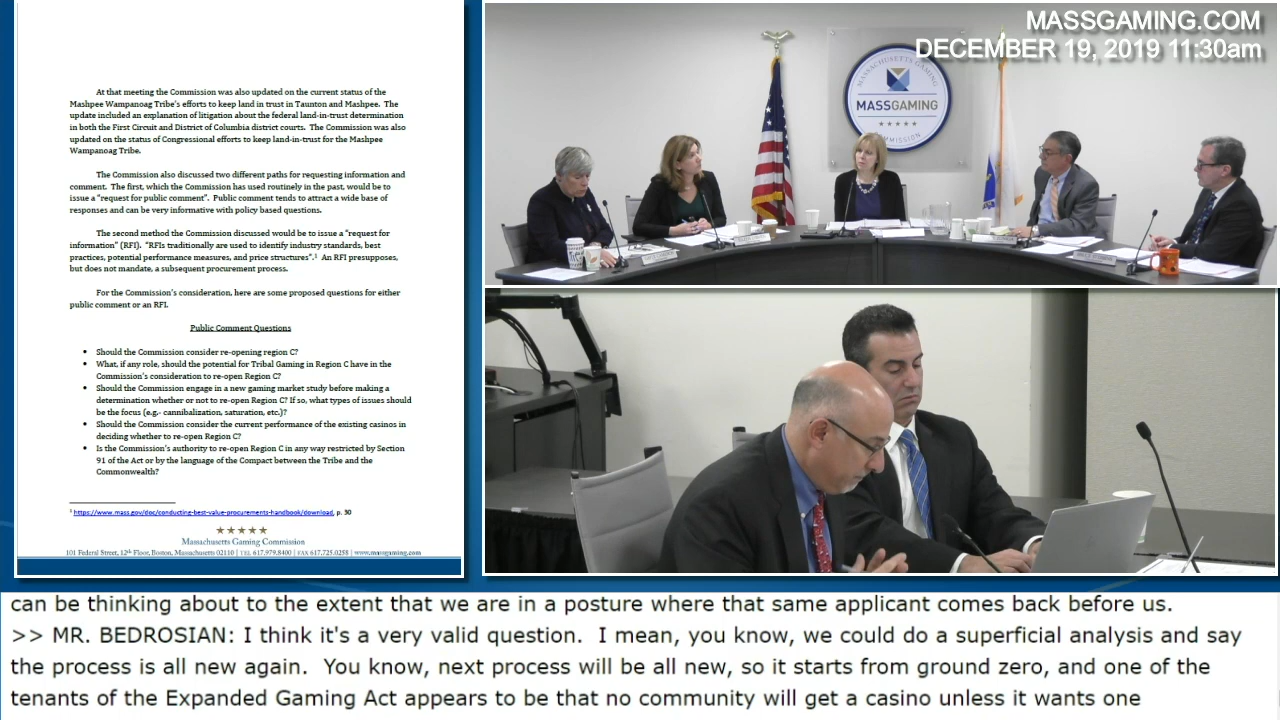 At that meeting the Commission was also updated on the current status of the
Mashpee Wampanoag Tribe's efforts to keep land in trust in Taunton and Mashpee. The
update included an explanation of litigation about the federal land-in-trust determination
in both the First Circuit and District of Columbia district courts. The Commission was also
updated on the status of Congressional efforts to keep land-in-trust for the Mashpee
Wampanoag Tribe.
The Commission also discussed two different paths for requesting information and
comment. The first, which the Commission has used routinely in the past, would be to
issue a "request for public comment". Public comment tends to attract a wide base of
responses and can be very informative with policy based questions.
The second method the Commission discussed would be to issue a "request for
information" (RFI). "RFIs traditionally are used to identify industry standards, best
practices, potential performance measures, and price structures".1 An RFI presupposes,
but does not mandate, a subsequent procurement process.
For the Commission's consideration, here are some proposed questions for either
public comment or an RFI.
Public Comment Questions
• Should the Commission consider re-opening region C?
• What, if any role, should the potential for Tribal Gaming in Region C have in the
Commission's consideration to re-open Region C?
• Should the Commission engage in a new gaming market study before making a
determination whether or not to re-open Region C? If so, what types of issues should
be the focus (e.g.- cannibalization, saturation, etc.)?
• Should the Commission consider the current performance of the existing casinos in
deciding whether to re-open Region C?
• Is the Commission's authority to re-open Region C in any way restricted by Section
91 of the Act or by the language of the Compact between the Tribe and the
Commonwealth?
1 https://www.mass.gov/doc/conducting-best-value-procurements-handbook/download, p. 30
★★★★★
Massachusetts Gaming Commission
101 Federal Street, 12th Floor, Boston, Massachusetts 02110 | TEL 617.979.8400 | FAX 617.725.0258 | www.massgaming.com
MASSGAMING.COM
DECEMBER 19, 2019 11:30am
MASSACHUSETTS GAMING
MASSGAMING
★★★★★
COMMISSION
can be thinking about to the extent that we are in a posture where that same applicant comes back before us.
>> MR. BEDROSIAN: I think it's a very valid question. I mean, you know, we could do a superficial analysis and say
the process is all new again. You know, next process will be all new, so it starts from ground zero, and one of the
tenants of the Expanded Gaming Act appears to be that no community will get a casino unless it wants one